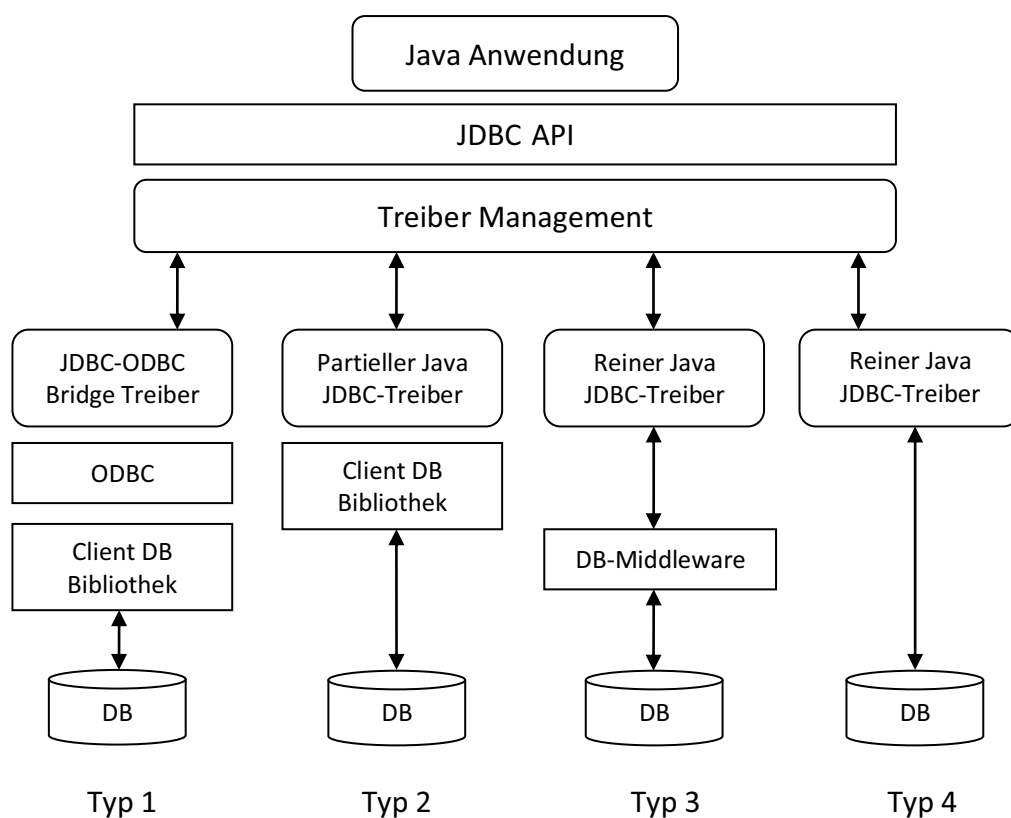 Java Anwendung
JDBC API
Treiber Management
JDBC-ODBC
Bridge Treiber
Partieller Java
JDBC-Treiber
Reiner Java
JDBC-Treiber
Reiner Java
JDBC-Treiber
ODBC
Client DB
Bibliothek
Client DB
Bibliothek
DB-Middleware
DB
DB
DB
DB
Typ 1
Typ 2
Typ 3
Typ 4